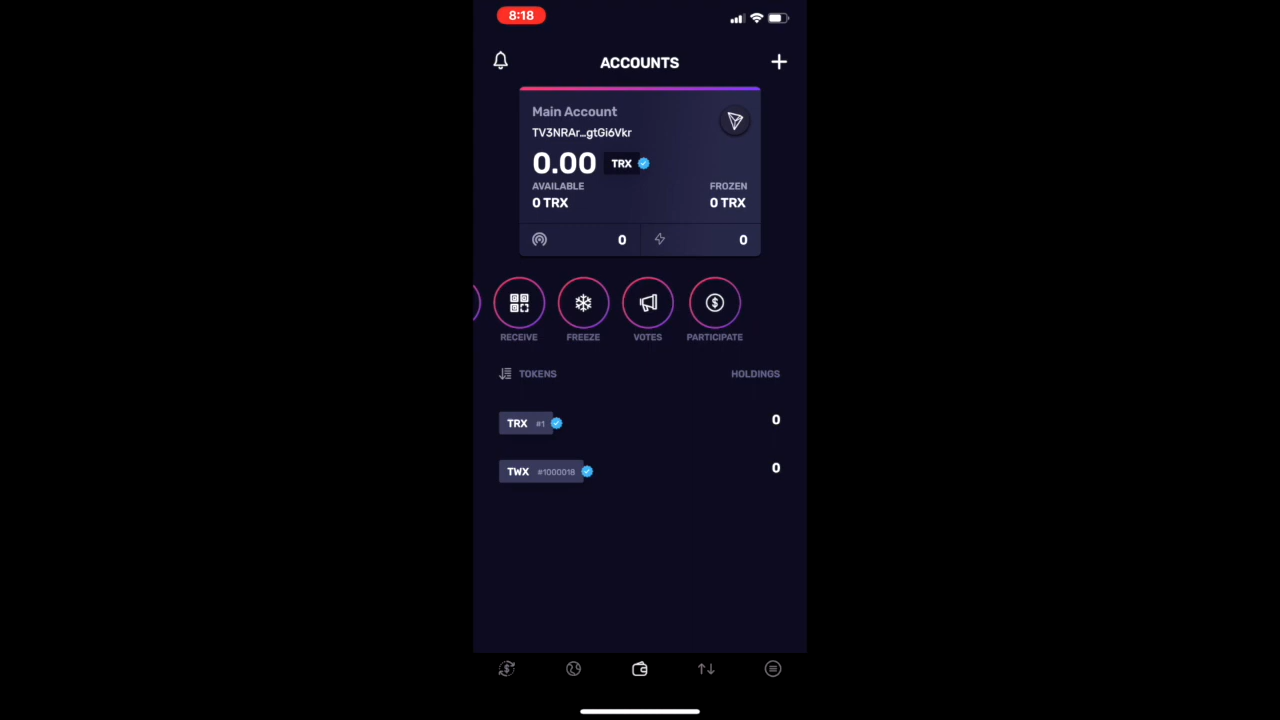 8:18
ACCOUNTS
Main Account
TV3NRAr...gtGi6Vkr
0.00 TRX
AVAILABLE FROZEN
0 TRX 0 TRX
0 0
RECEIVE FREEZE VOTES PARTICIPATE
TOKENS HOLDINGS
TRX #1 0
TWX #1000018 0